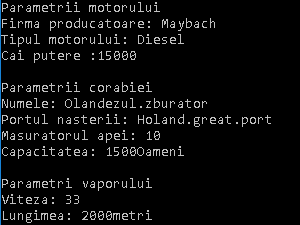 Parametrii motorului
Firma producatoare: Maybach
Tipul motorului: Diesel
Cai putere :15000
Parametrii corabiei
Numele: Olandezul.zburator
Portul nasterii: Holand.great.port
Masuratorul apei: 10
Capacitatea: 1500Oameni
Parametri vaporului
Viteza: 33
Lungimea: 2000metri